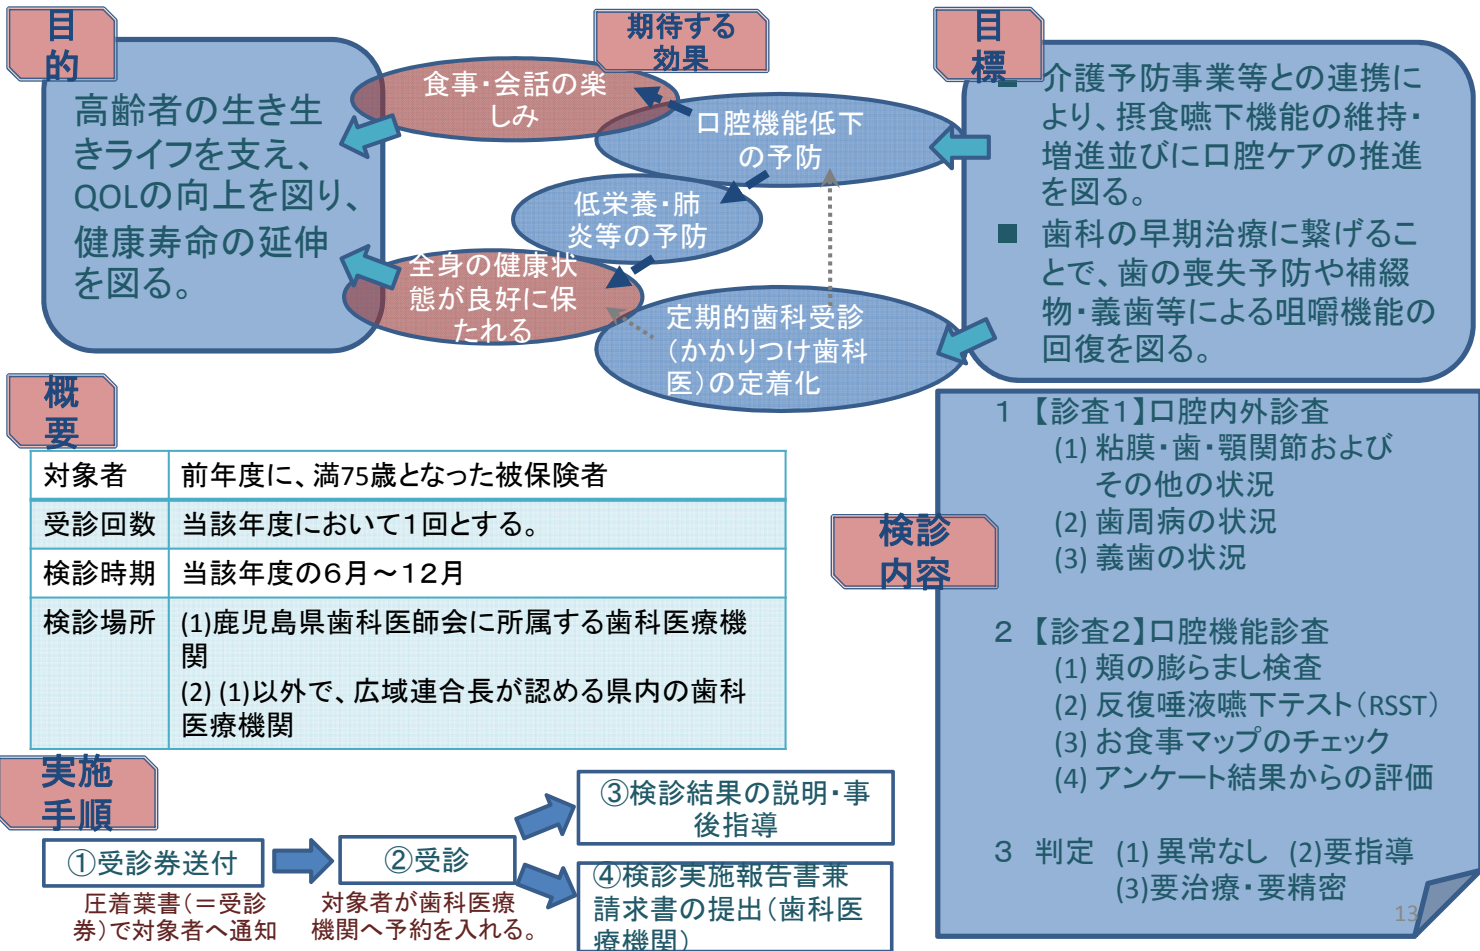 目
的
高齢者の生き生
きライフを支え、
QOLの向上を図り、
健康寿命の延伸
を図る。
期待する
効果
食事・会話の楽
しみ
口腔機能低下
の予防
低栄養・肺
炎等の予防
全身の健康状
態が良好に保
たれる
定期的歯科受診
(かかりつけ歯科
医)の定着化
目
標
■ 介護予防事業等との連携に
より、摂食嚥下機能の維持・
増進並びに口腔ケアの推進
を図る。
■ 歯科の早期治療に繋げるこ
とで、歯の喪失予防や補綴
物・義歯等による咀嚼機能の
回復を図る。
概
要
対象者 前年度に、満75歳となった被保険者
受診回数 当該年度において1回とする。
検診時期 当該年度の6月～12月
検診場所 (1)鹿児島県歯科医師会に所属する歯科医療機
関
(2) (1)以外で、広域連合長が認める県内の歯科
医療機関
検診
内容
1 【診査1】口腔内外診査
(1) 粘膜・歯・顎関節および
その他の状況
(2) 歯周病の状況
(3) 義歯の状況
2 【診査2】口腔機能診査
(1) 頬の膨らまし検査
(2) 反復唾液嚥下テスト(RSST)
(3) お食事マップのチェック
(4) アンケート結果からの評価
3 判定 (1) 異常なし (2)要指導
(3)要治療・要精密
実施
手順
①受診券送付
圧着葉書(=受診
券)で対象者へ通知
②受診
対象者が歯科医療
機関へ予約を入れる。
③検診結果の説明・事
後指導
④検診実施報告書兼
請求書の提出(歯科医
療機関)
13